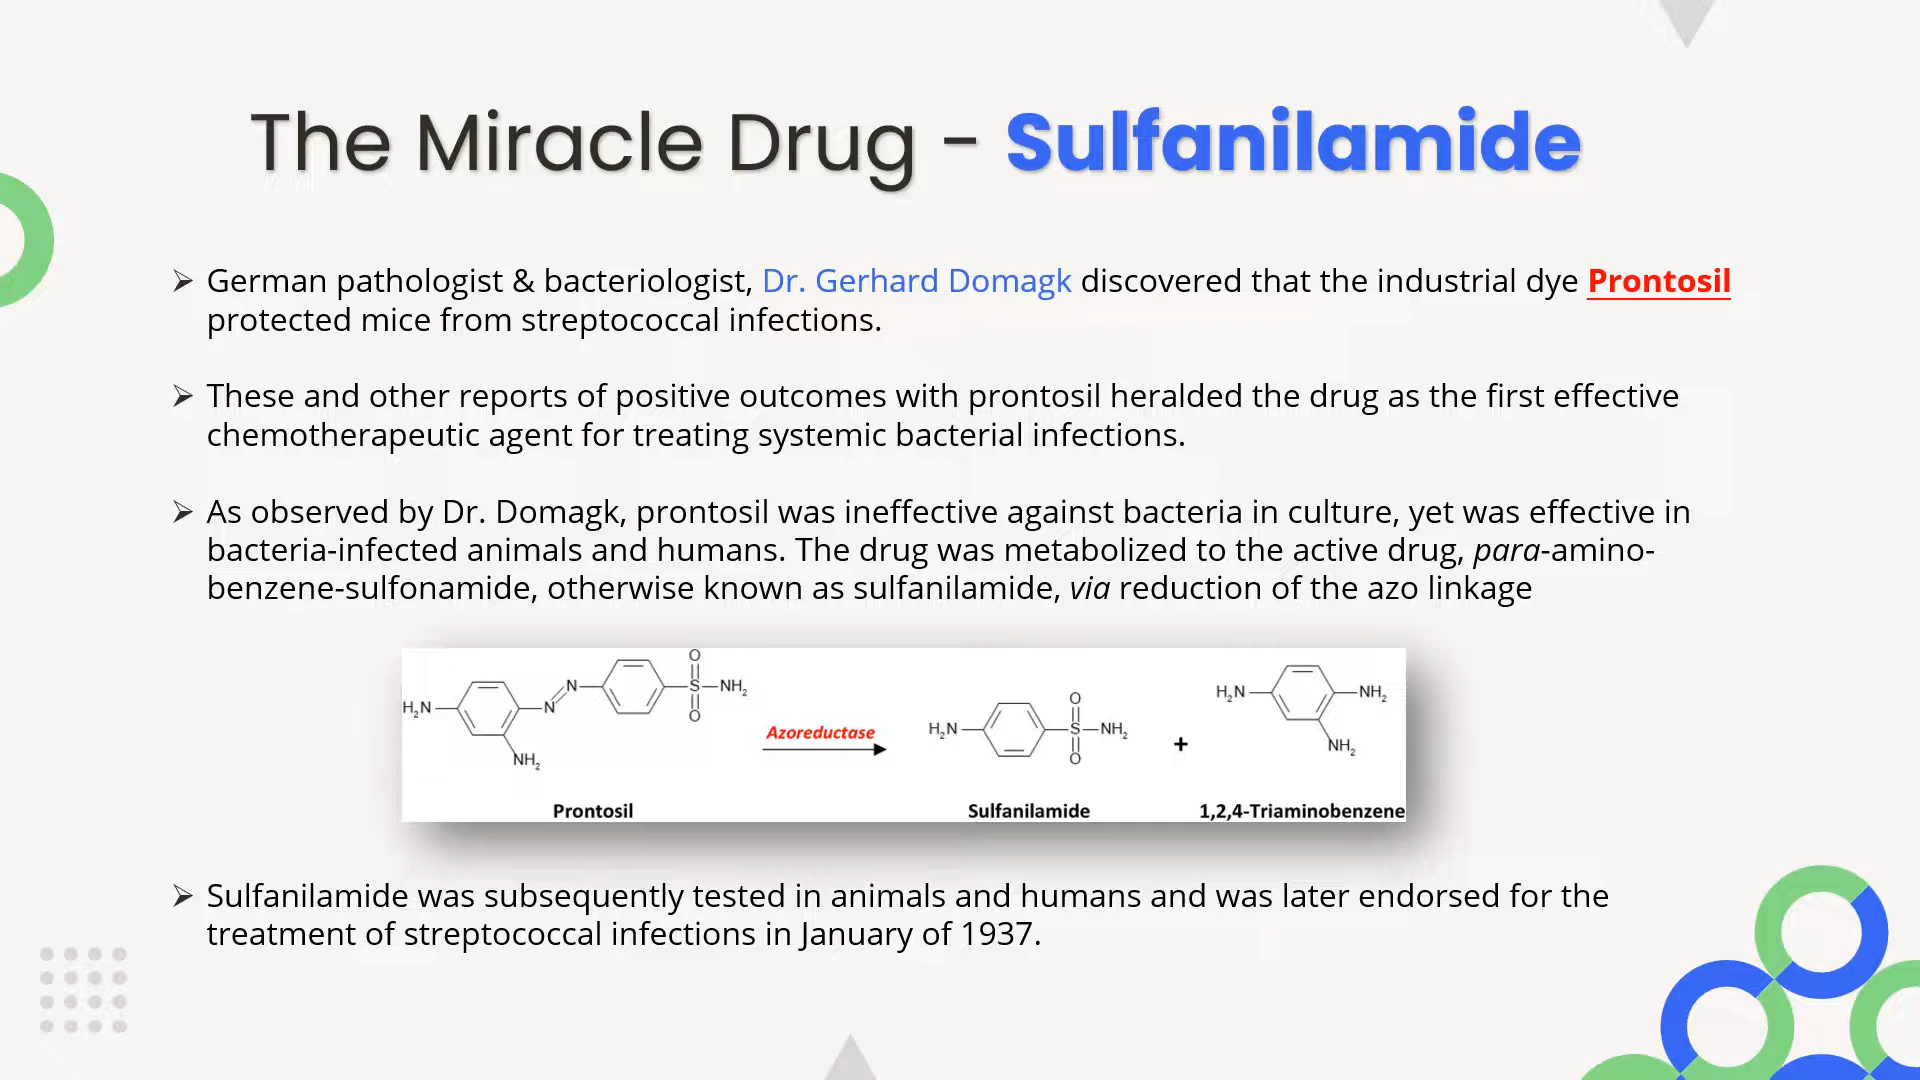 The Miracle Drug - Sulfanilamide
➢ German pathologist & bacteriologist, Dr. Gerhard Domagk discovered that the industrial dye Prontosil
protected mice from streptococcal infections.
➢ These and other reports of positive outcomes with prontosil heralded the drug as the first effective
chemotherapeutic agent for treating systemic bacterial infections.
➢ As observed by Dr. Domagk, prontosil was ineffective against bacteria in culture, yet was effective in
bacteria-infected animals and humans. The drug was metabolized to the active drug, para-amino-
benzene-sulfonamide, otherwise known as sulfanilamide, via reduction of the azo linkage
H₂N N N O S O NH₂ NH₂
Azoreductase
H₂N O S O NH₂
+
H₂N NH₂ NH₂
Prontosil
Sulfanilamide
1,2,4-Triaminobenzene
➢ Sulfanilamide was subsequently tested in animals and humans and was later endorsed for the
treatment of streptococcal infections in January of 1937.